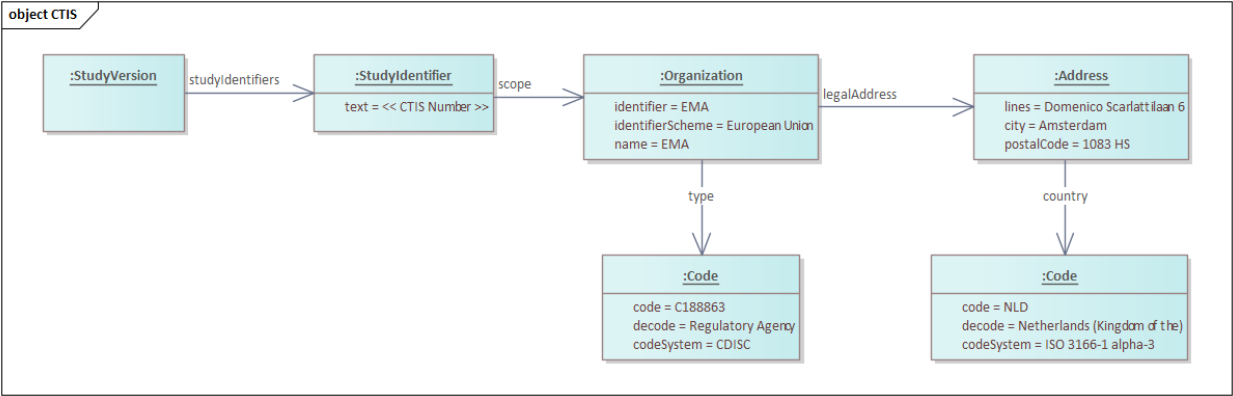 object CTIS
:StudyVersion
studyIdentifiers
:StudyIdentifier
text = << CTIS Number >>
scope
:Organization
identifier = EMA
identifierScheme = European Union
name = EMA
legalAddress
:Address
lines = Domenico Scarlattilaan 6
city = Amsterdam
postalCode = 1083 HS
type
country
:Code
code = C188863
decode = Regulatory Agency
codeSystem = CDISC
:Code
code = NLD
decode = Netherlands (Kingdom of the)
codeSystem = ISO 3166-1 alpha-3